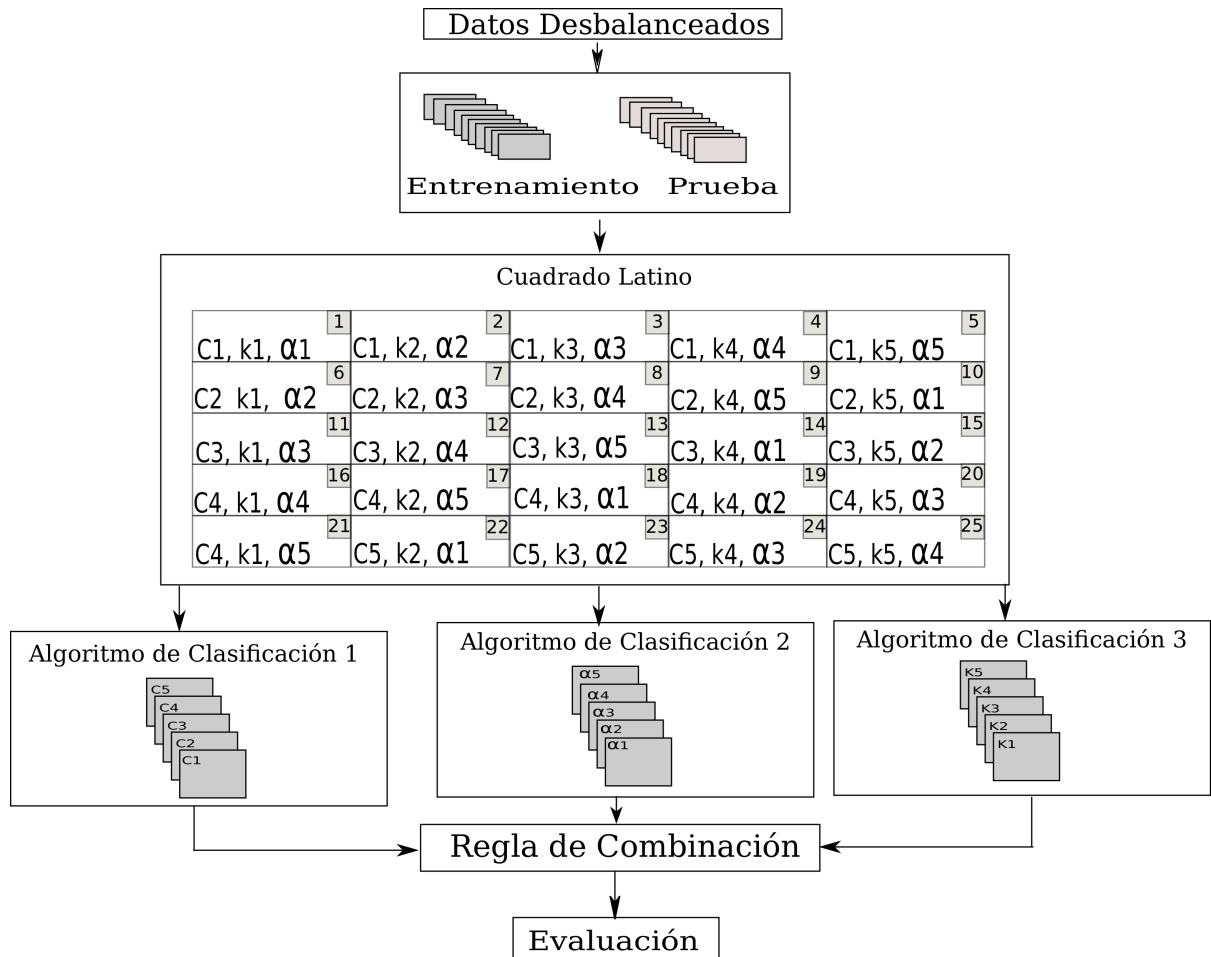 Datos Desbalanceados
Entrenamiento Prueba
Cuadrado Latino
1 2 3 4 5
C1, k1, α1 C1, k2, α2 C1, k3, α3 C1, k4, α4 C1, k5, α5
6 7 8 9 10
C2 k1, α2 C2, k2, α3 C2, k3, α4 C2, k4, α5 C2, k5, α1
11 12 13 14 15
C3, k1, α3 C3, k2, α4 C3, k3, α5 C3, k4, α1 C3, k5, α2
16 17 18 19 20
C4, k1, α4 C4, k2, α5 C4, k3, α1 C4, k4, α2 C4, k5, α3
21 22 23 24 25
C4, k1, α5 C5, k2, α1 C5, k3, α2 C5, k4, α3 C5, k5, α4
Algoritmo de Clasificación 1
C5
C4
C3
C2
C1
Algoritmo de Clasificación 2
α5
α4
α3
α2
α1
Algoritmo de Clasificación 3
K5
K4
K3
K2
K1
Regla de Combinación
Evaluación